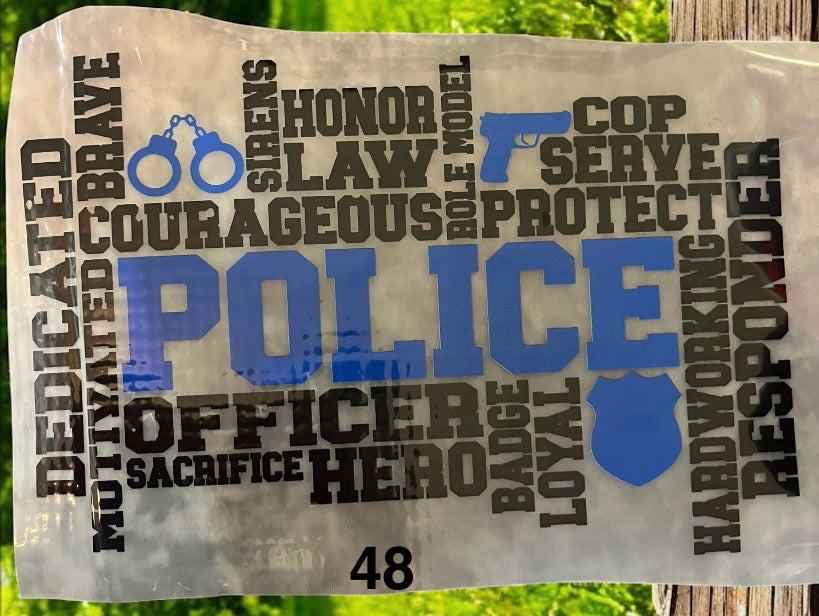 DEDICATED
BRAVE
MOTIVATED
SIRENS
HONOR
LAW
ROLE MODEL
COP
SERVE
COURAGEOUS
PROTECT
POLICE
OFFICER
SACRIFICE
HERO
BADGE
LOYAL
HARDWORKING
RESPONDER
48